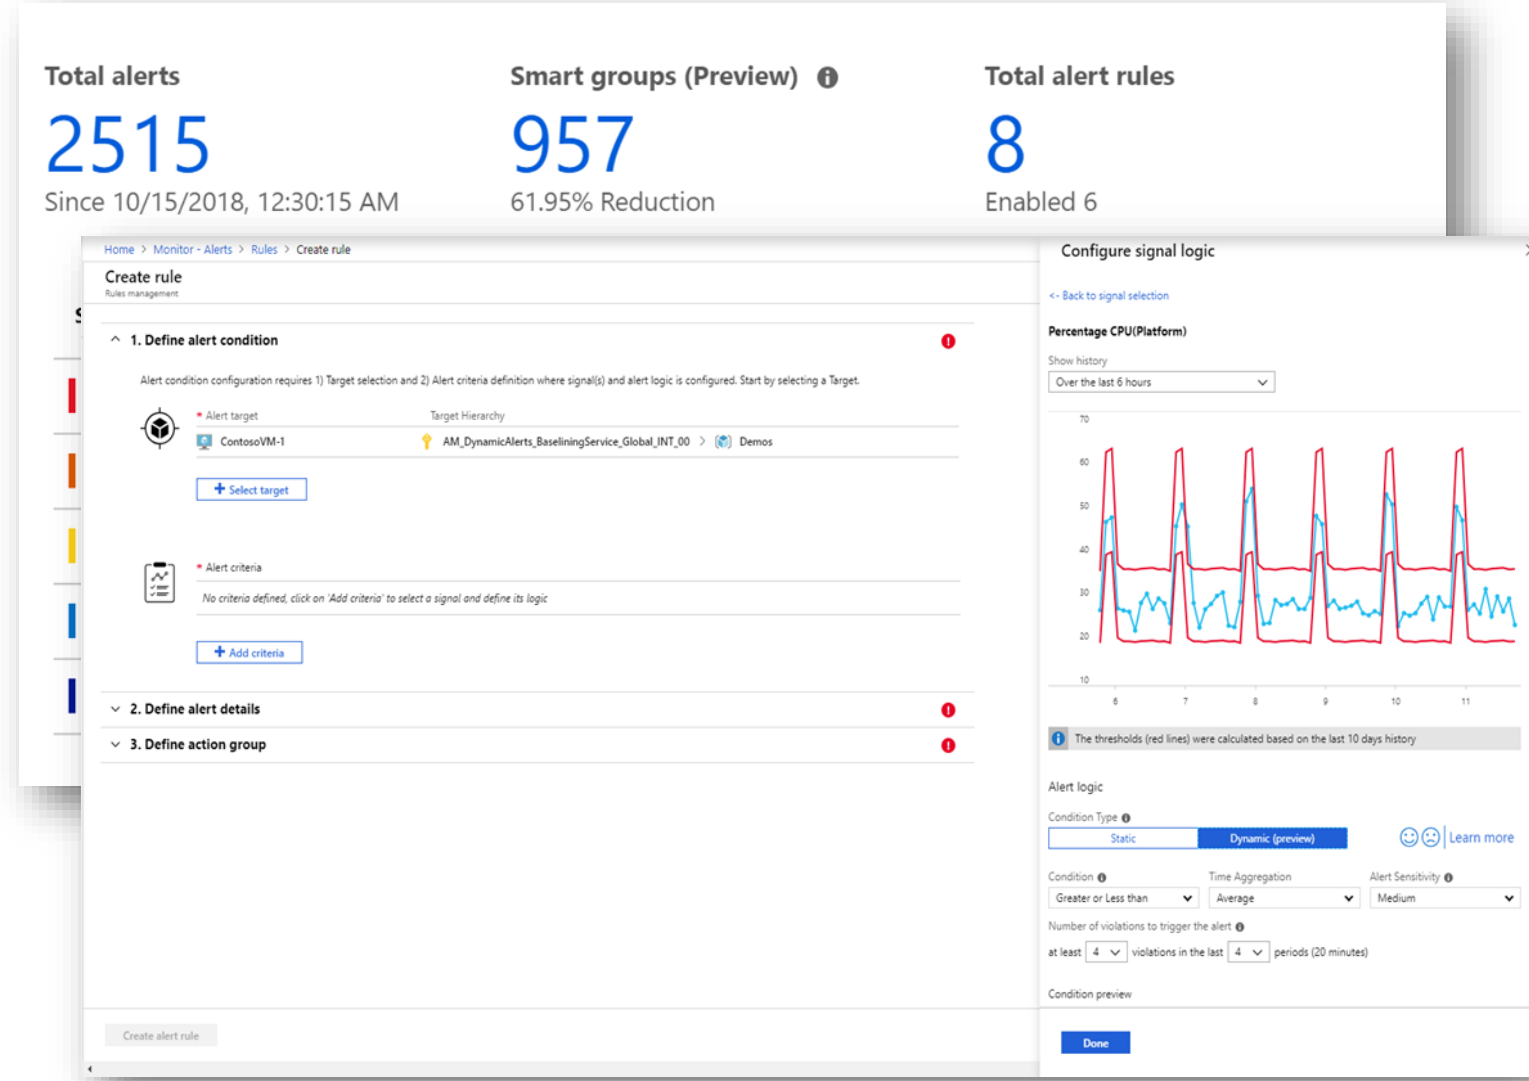 Total alerts
2515
Since 10/15/2018, 12:30:15 AM
Smart groups (Preview)
957
61.95% Reduction
Total alert rules
8
Enabled 6
Home > Monitor - Alerts > Rules > Create rule
Create rule
Rules management
1. Define alert condition
Alert condition configuration requires 1) Target selection and 2) Alert criteria definition where signal(s) and alert logic is configured. Start by selecting a Target.
* Alert target Target Hierarchy
ContosoVM-1 AM_DynamicAlerts_BaseliningService_Global_INT_00 > Demos
+ Select target
* Alert criteria
No criteria defined, click on 'Add criteria' to select a signal and define its logic
+ Add criteria
2. Define alert details
3. Define action group
Create alert rule
Configure signal logic
<- Back to signal selection
Percentage CPU(Platform)
Show history
Over the last 6 hours
70
60
50
40
30
20
10
6 7 8 9 10 11
The thresholds (red lines) were calculated based on the last 10 days history
Alert logic
Condition Type
Static Dynamic (preview) Learn more
Condition Time Aggregation Alert Sensitivity
Greater or Less than Average Medium
Number of violations to trigger the alert
at least 4 violations in the last 4 periods (20 minutes)
Condition preview
Done